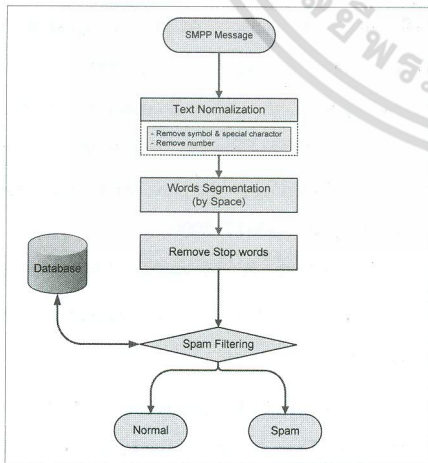 SMPP Message
Text Normalization
- Remove symbol & special charactor
- Remove number
Words Segmentation
(by Space)
Remove Stop words
Database
Spam Filtering
Normal
Spam